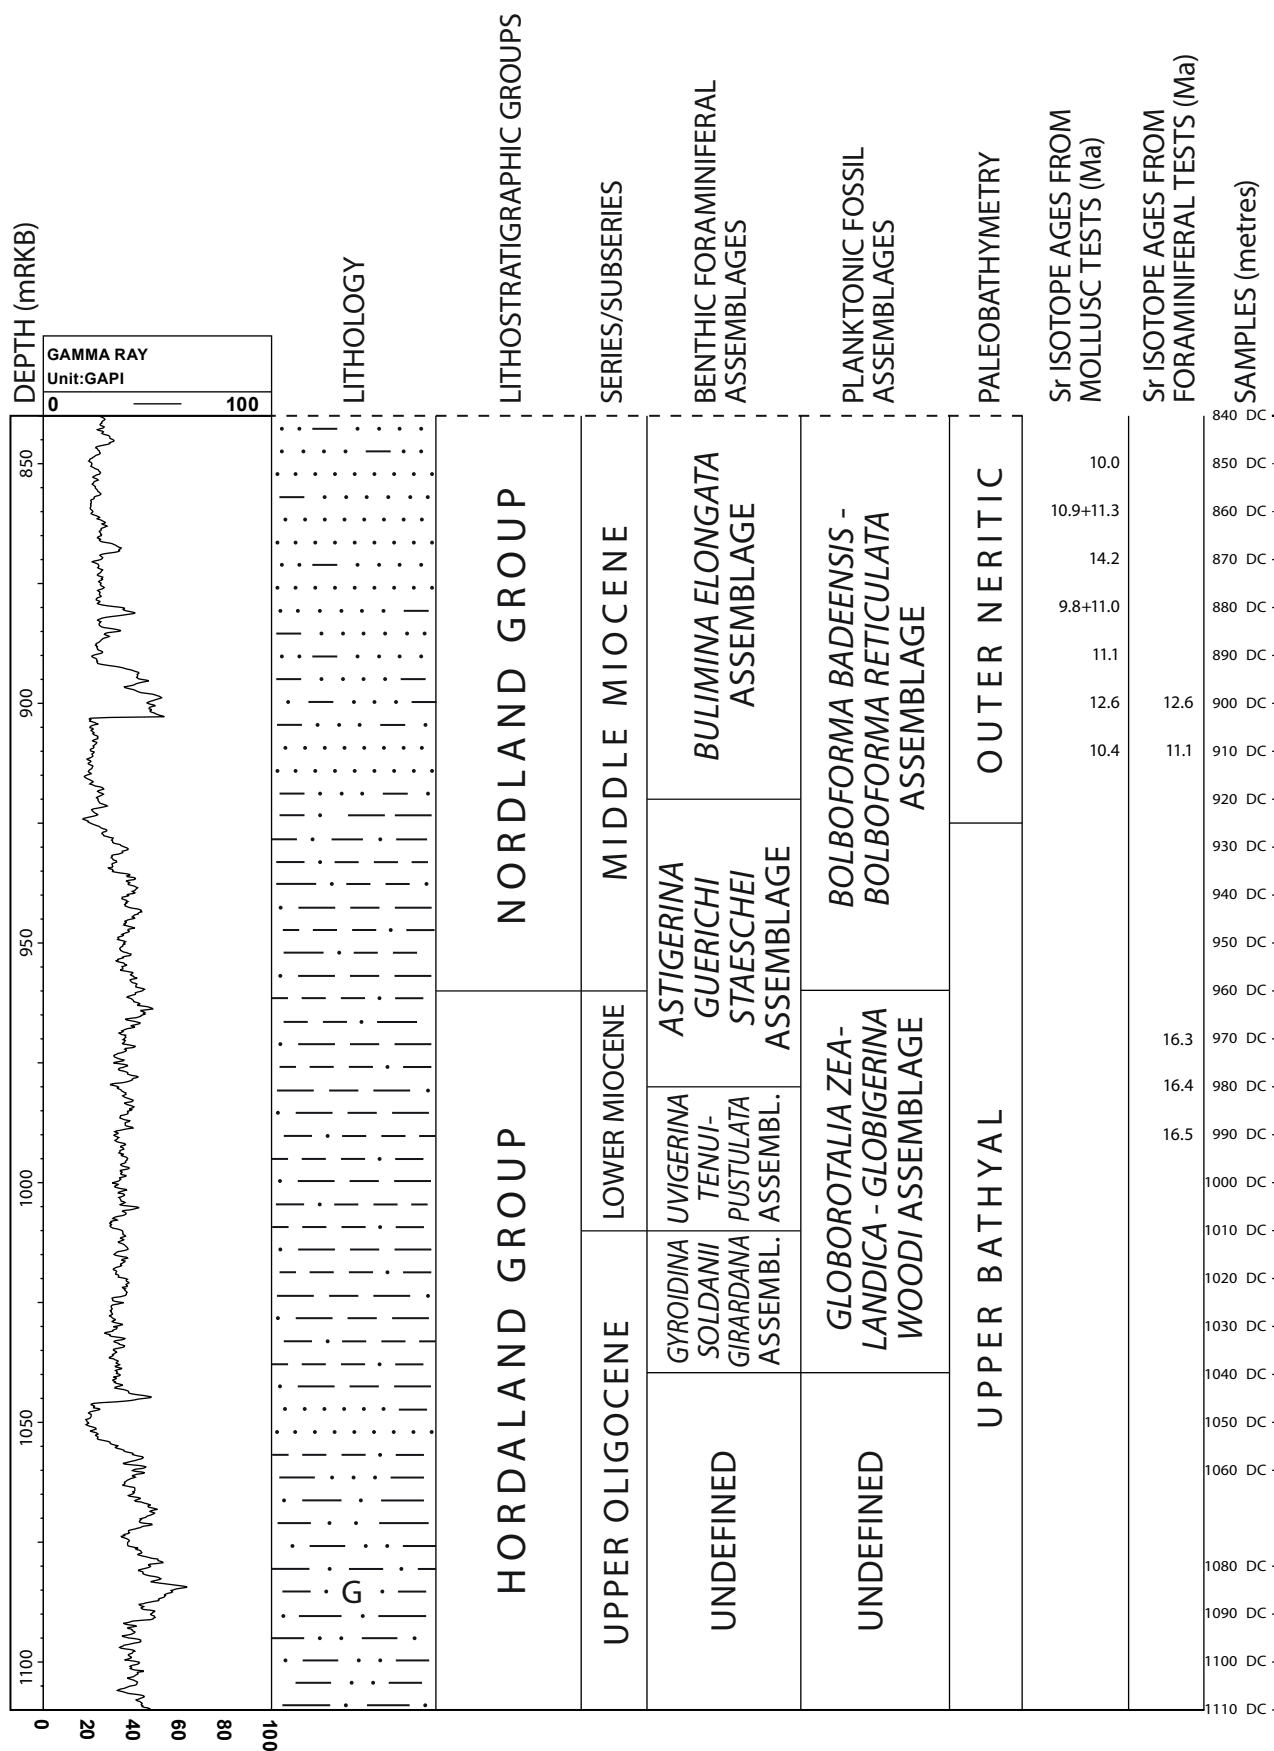 DEPTH (mRKB)
GAMMA RAY
Unit:GAPI
0 100
LITHOLOGY
LITHOSTRATIGRAPHIC GROUPS
SERIES/SUBSERIES
BENTHIC FORAMINIFERAL
ASSEMBLAGES
PLANKTONIC FOSSIL
ASSEMBLAGES
PALEOBATHYMETRY
Sr ISOTOPE AGES FROM
MOLLUSC TESTS (Ma)
Sr ISOTOPE AGES FROM
FORAMINIFERAL TESTS (Ma)
SAMPLES (metres)
850
900
950
1000
1050
1100
0
20
40
60
80
100
G
NORDLAND GROUP
HORDALAND GROUP
MIDDLE MIOCENE
LOWER MIOCENE
UPPER OLIGOCENE
BULIMINA ELONGATA
ASSEMBLAGE
ASTIGERINA
GUERICHI
STAESCHEI
ASSEMBLAGE
UVIGERINA
TENUI-
PUSTULATA
ASSEMBL.
GYROIDINA
SOLDANII
GIRARDANA
ASSEMBL.
UNDEFINED
BOLBOFORMA BADEENSIS -
BOLBOFORMA RETICULATA
ASSEMBLAGE
GLOBOROTALIA ZEA-
LANDICA - GLOBIGERINA
WOODI ASSEMBLAGE
UNDEFINED
OUTER NERITIC
UPPER BATHYAL
10.0
10.9+11.3
14.2
9.8+11.0
11.1
12.6
10.4
12.6
11.1
16.3
16.4
16.5
840 DC
850 DC
860 DC
870 DC
880 DC
890 DC
900 DC
910 DC
920 DC
930 DC
940 DC
950 DC
960 DC
970 DC
980 DC
990 DC
1000 DC
1010 DC
1020 DC
1030 DC
1040 DC
1050 DC
1060 DC
1080 DC
1090 DC
1100 DC
1110 DC